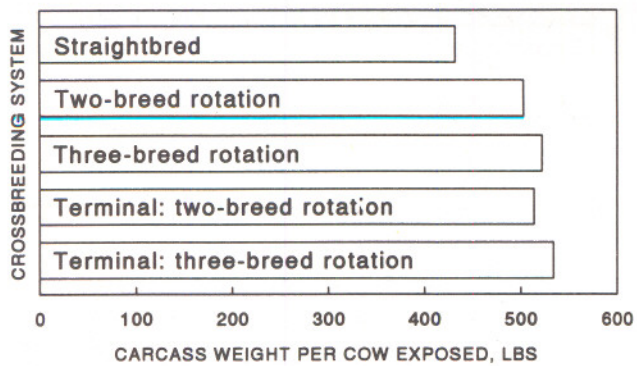 CROSSBREEDING SYSTEM
Straightbred
Two-breed rotation
Three-breed rotation
Terminal: two-breed rotation
Terminal: three-breed rotation
0 100 200 300 400 500 600
CARCASS WEIGHT PER COW EXPOSED, LBS